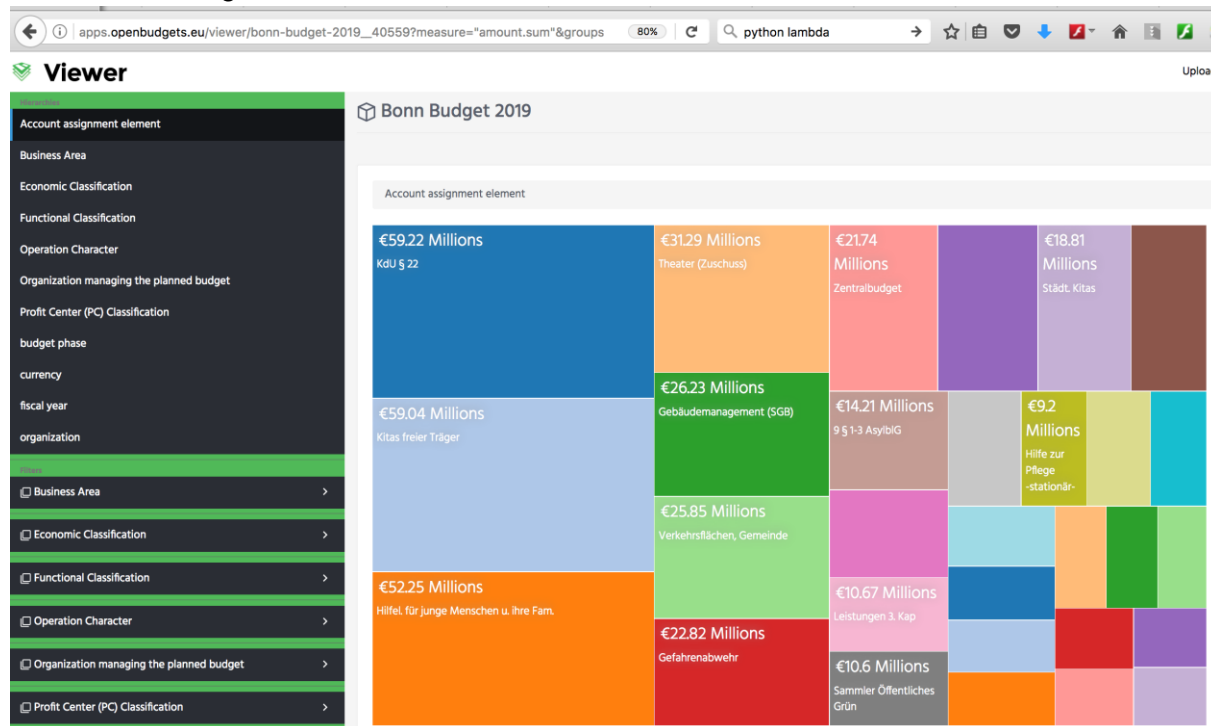 apps.openbudgets.eu/viewer/bonn-budget-2019__40559?measure="amount.sum"&groups
80%
python lambda
Viewer
Uploa
Hierarchies
Account assignment element
Business Area
Economic Classification
Functional Classification
Operation Character
Organization managing the planned budget
Profit Center (PC) Classification
budget phase
currency
fiscal year
organization
Filters
Business Area
Economic Classification
Functional Classification
Operation Character
Organization managing the planned budget
Profit Center (PC) Classification
Bonn Budget 2019
Account assignment element
€59.22 Millions
KdU § 22
€59.04 Millions
Kitas freier Träger
€52.25 Millions
Hilfel. für junge Menschen u. ihre Fam.
€31.29 Millions
Theater (Zuschuss)
€26.23 Millions
Gebäudemanagement (SGB)
€25.85 Millions
Verkehrsflächen, Gemeinde
€22.82 Millions
Gefahrenabwehr
€21.74
Millions
Zentralbudget
€14.21 Millions
9 § 1-3 AsylblG
€10.67 Millions
Leistungen 3. Kap
€10.6 Millions
Sammler Öffentliches
Grün
€18.81
Millions
Städt. Kitas
€9.2
Millions
Hilfe zur
Pflege
-stationär-